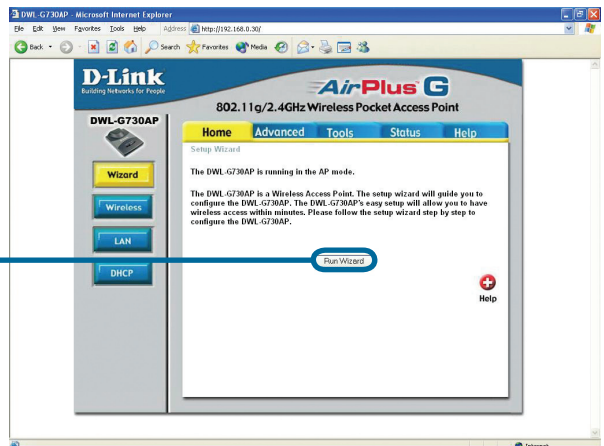 DWL-G730AP - Microsoft Internet Explorer
File Edit View Favorites Tools Help Address http://192.168.0.30/
Back Search Favorites Media
D-Link
Building Networks for People
AirPlus G
802.11g/2.4GHz Wireless Pocket Access Point
DWL-G730AP
Home Advanced Tools Status Help
Setup Wizard
The DWL-G730AP is running in the AP mode.
Wizard
The DWL-G730AP is a Wireless Access Point. The setup wizard will guide you to
configure the DWL-G730AP. The DWL-G730AP's easy setup will allow you to have
wireless access within minutes. Please follow the setup wizard step by step to
configure the DWL-G730AP.
Wireless
LAN
Run Wizard
DHCP
Help
Internet